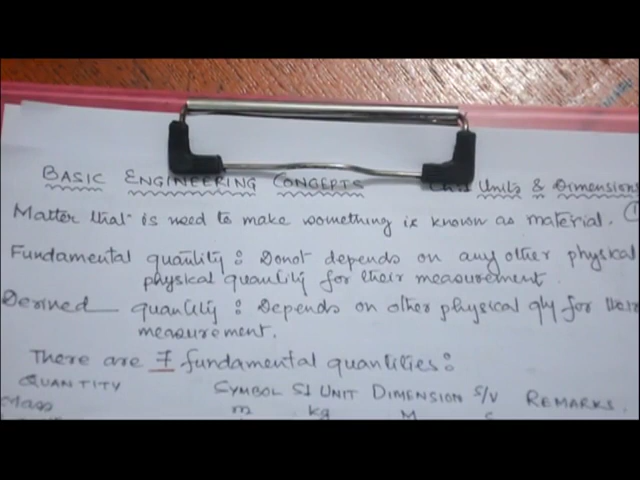 BASIC ENGINEERING CONCEPTS Units & Dimensions
Matter that is used to make something is known as material. 1
Fundamental quantity : Donot depends on any other physical
physical quantity for their measurement.
Derived quantity : Depends on other physical qty for their
measurement.
There are 7 fundamental quantities :
QUANTITY SYMBOL SI UNIT DIMENSION S/V REMARKS
Mass m kg M S